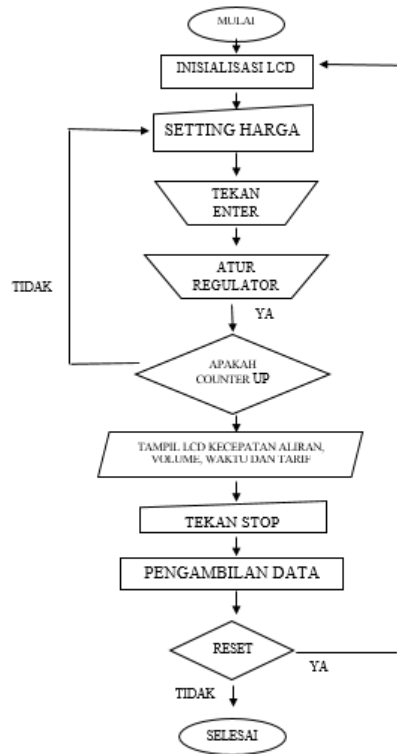 MULAI
INISIALISASI LCD
SETTING HARGA
TEKAN
ENTER
ATUR
REGULATOR
TIDAK
YA
APAKAH
COUNTER UP
TAMPIL LCD KECEPATAN ALIRAN,
VOLUME, WAKTU DAN TARIF
TEKAN STOP
PENGAMBILAN DATA
RESET
YA
TIDAK
SELESAI